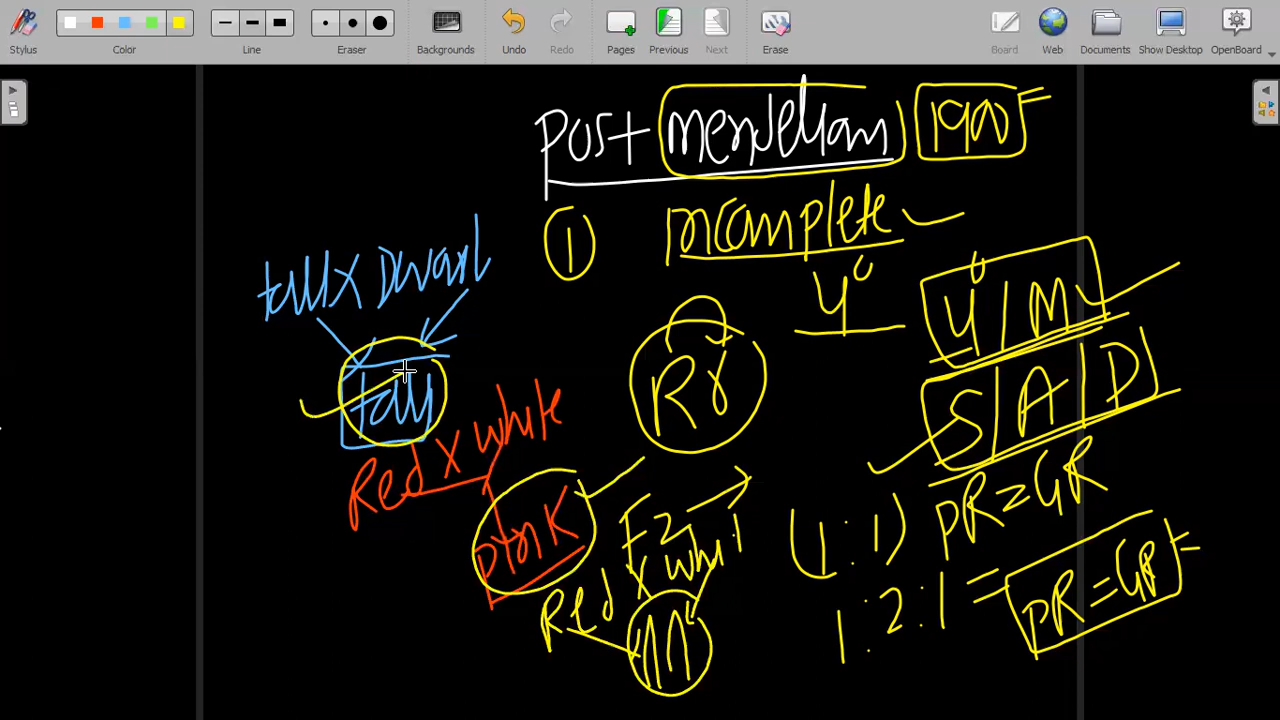 Stylus Color Line Eraser Backgrounds Undo Redo Pages Previous Next Erase Board Web Documents Show Desktop OpenBoard
Post mendelian 1900
① incomplete
tall x Dwarf
tall
Rr
S | A | D
Red x white
pink
F2
(1:1) PR = GR
Red x whi
1:2:1 = PR = GR